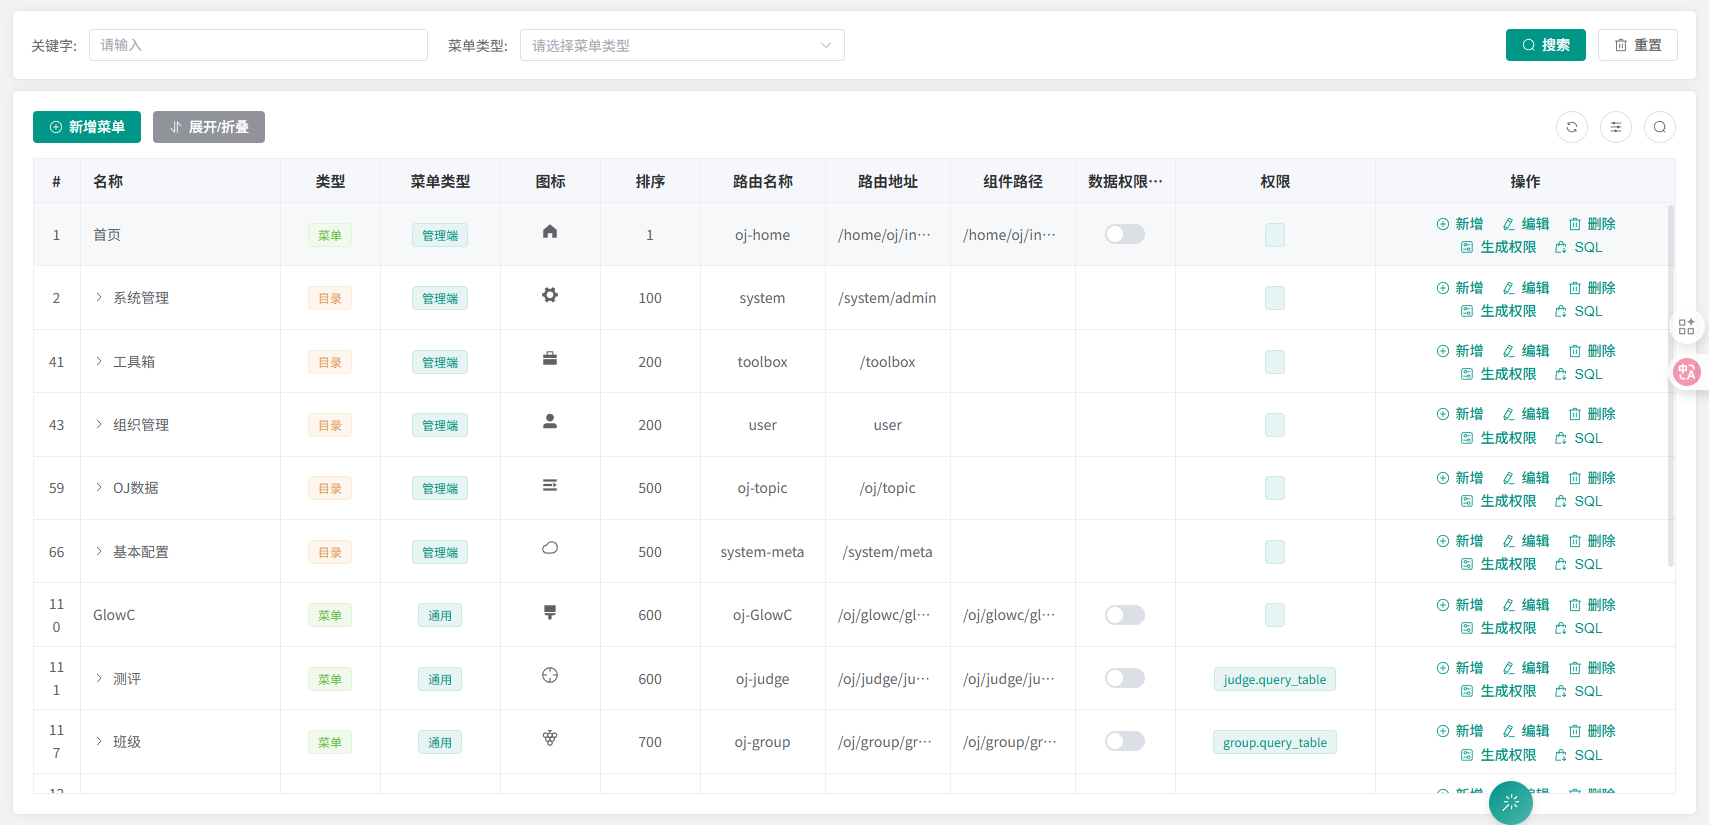 关键字: 请输入 菜单类型: 请选择菜单类型 搜索 重置
新增菜单 展开/折叠
# 名称 类型 菜单类型 图标 排序 路由名称 路由地址 组件路径 数据权限… 权限 操作
1 首页 菜单 管理端 1 oj-home /home/oj/in… /home/oj/in… 新增 编辑 删除
生成权限 SQL
2 系统管理 目录 管理端 100 system /system/admin 新增 编辑 删除
生成权限 SQL
41 工具箱 目录 管理端 200 toolbox /toolbox 新增 编辑 删除
生成权限 SQL
43 组织管理 目录 管理端 200 user user 新增 编辑 删除
生成权限 SQL
59 OJ数据 目录 管理端 500 oj-topic /oj/topic 新增 编辑 删除
生成权限 SQL
66 基本配置 目录 管理端 500 system-meta /system/meta 新增 编辑 删除
生成权限 SQL
110 GlowC 菜单 通用 600 oj-GlowC /oj/glowc/gl… /oj/glowc/gl… 新增 编辑 删除
生成权限 SQL
111 测评 菜单 通用 600 oj-judge /oj/judge/ju… /oj/judge/ju… judge.query_table 新增 编辑 删除
生成权限 SQL
117 班级 菜单 通用 700 oj-group /oj/group/gr… /oj/group/gr… group.query_table 新增 编辑 删除
生成权限 SQL